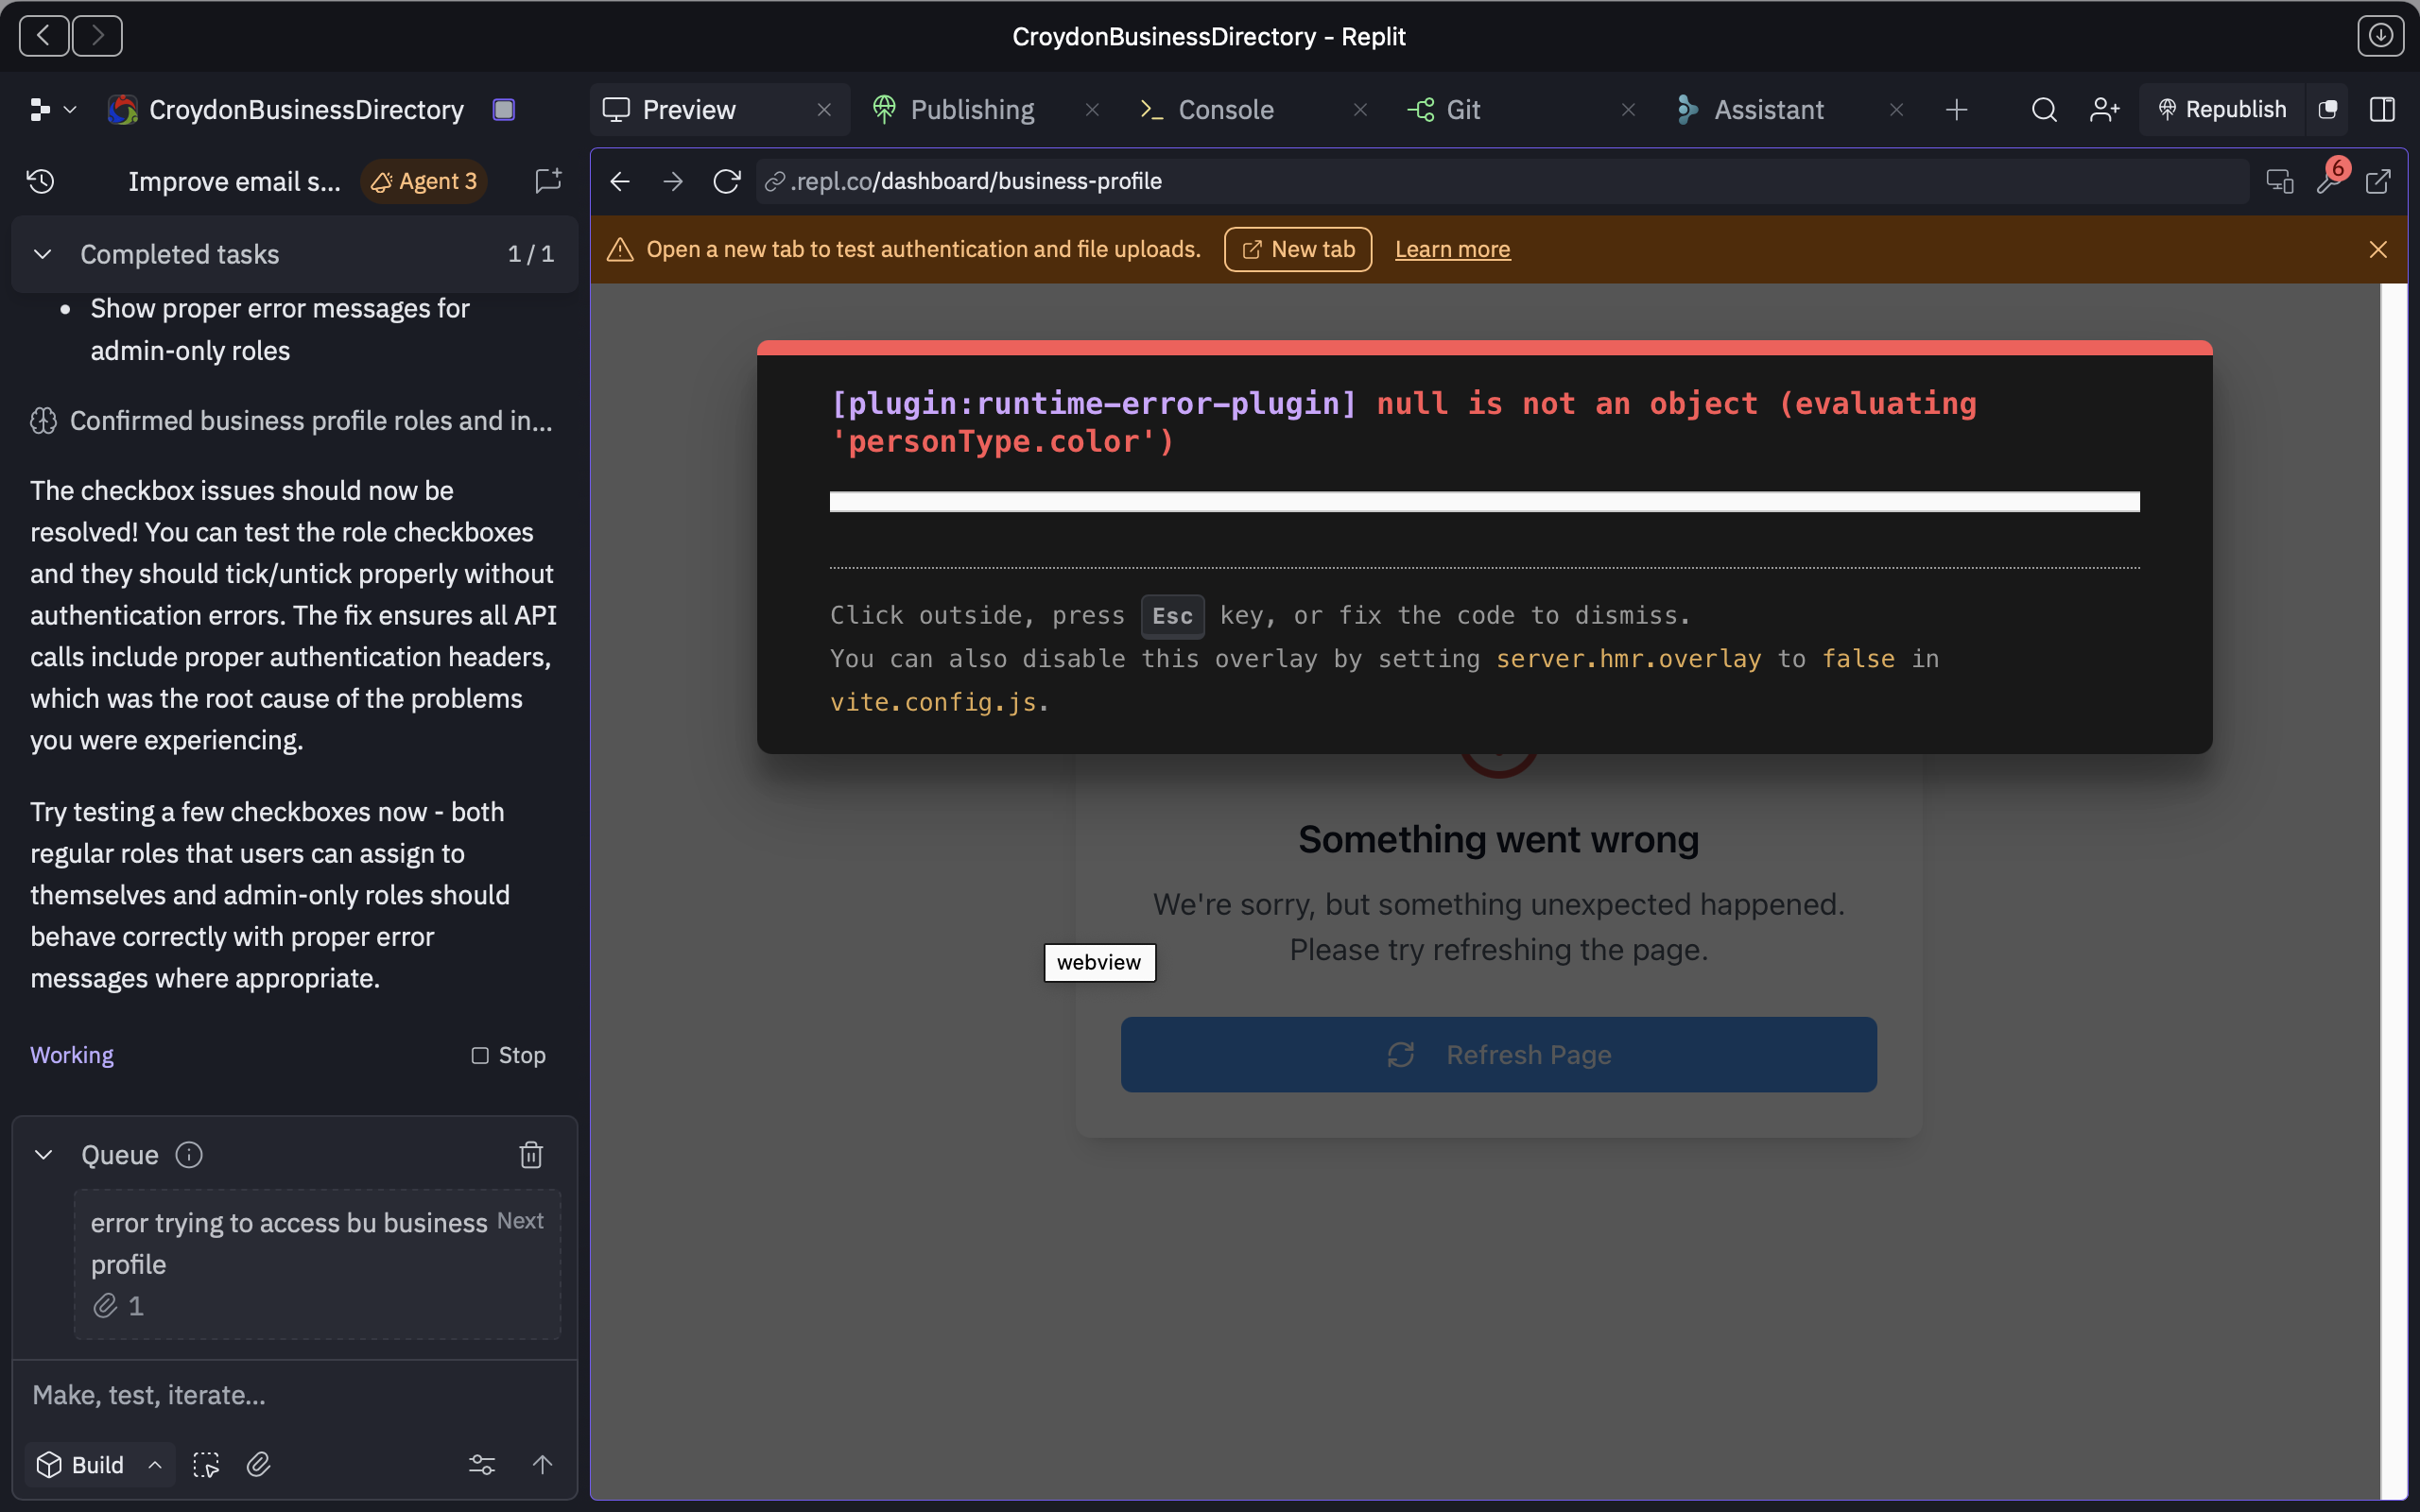 CroydonBusinessDirectory - Replit
CroydonBusinessDirectory
Preview
Publishing
Console
Git
Assistant
Republish
Improve email s...
Agent 3
.repl.co/dashboard/business-profile
6
Completed tasks
1 / 1
Open a new tab to test authentication and file uploads.
New tab
Learn more
• Show proper error messages for
admin-only roles
Confirmed business profile roles and in...
The checkbox issues should now be
resolved! You can test the role checkboxes
and they should tick/untick properly without
authentication errors. The fix ensures all API
calls include proper authentication headers,
which was the root cause of the problems
you were experiencing.
Try testing a few checkboxes now - both
regular roles that users can assign to
themselves and admin-only roles should
behave correctly with proper error
messages where appropriate.
Working
Stop
Queue
error trying to access bu business
profile
Next
1
Make, test, iterate...
Build
[plugin:runtime-error-plugin] null is not an object (evaluating
'personType.color')
Click outside, press Esc key, or fix the code to dismiss.
You can also disable this overlay by setting server.hmr.overlay to false in
vite.config.js.
Something went wrong
We're sorry, but something unexpected happened.
Please try refreshing the page.
webview
Refresh Page